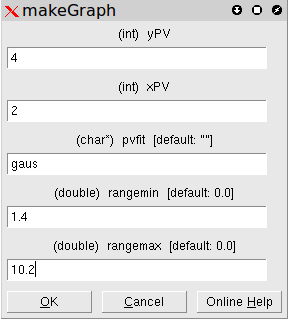 makeGraph
(int) yPV
4
(int) xPV
2
(char*) pvfit [default: ""]
gaus
(double) rangemin [default: 0.0]
1.4
(double) rangemax [default: 0.0]
10.2
OK Cancel Online Help